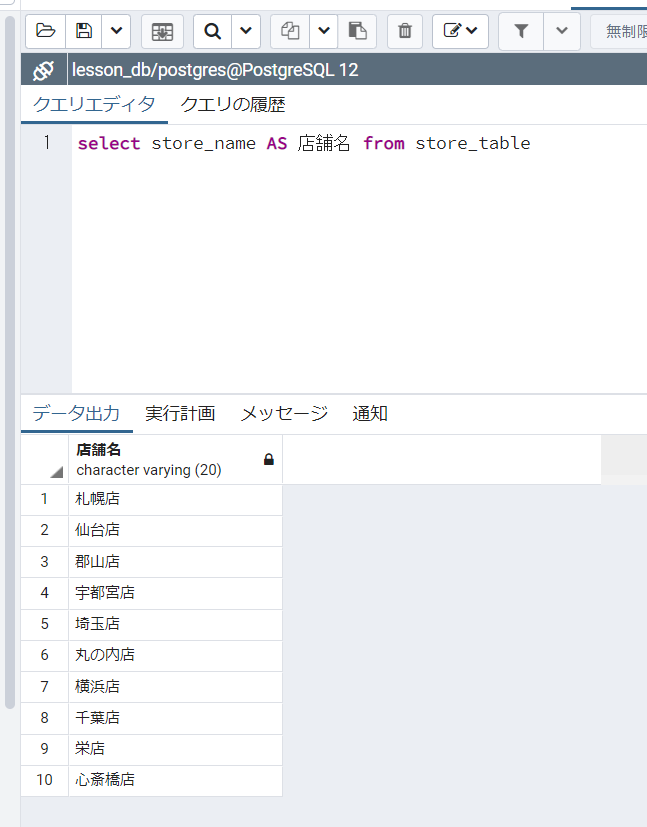 無制限
lesson_db/postgres@PostgreSQL 12
クエリエディタ クエリの履歴
1 select store_name AS 店舗名 from store_table
データ出力 実行計画 メッセージ 通知
店舗名
character varying (20)
1 札幌店
2 仙台店
3 郡山店
4 宇都宮店
5 埼玉店
6 丸の内店
7 横浜店
8 千葉店
9 栄店
10 心斎橋店